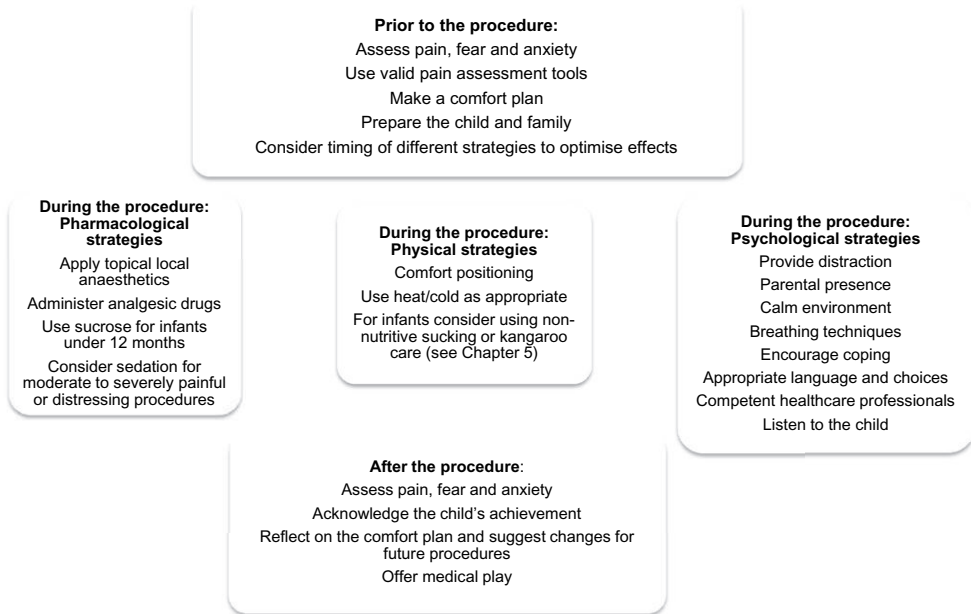 Prior to the procedure:
Assess pain, fear and anxiety
Use valid pain assessment tools
Make a comfort plan
Prepare the child and family
Consider timing of different strategies to optimise effects
During the procedure:
Pharmacological
strategies
Apply topical local
anaesthetics
Administer analgesic drugs
Use sucrose for infants
under 12 months
Consider sedation for
moderate to severely painful
or distressing procedures
During the procedure:
Physical strategies
Comfort positioning
Use heat/cold as appropriate
For infants consider using non-
nutritive sucking or kangaroo
care (see Chapter 5)
During the procedure:
Psychological strategies
Provide distraction
Parental presence
Calm environment
Breathing techniques
Encourage coping
Appropriate language and choices
Competent healthcare professionals
Listen to the child
After the procedure:
Assess pain, fear and anxiety
Acknowledge the child’s achievement
Reflect on the comfort plan and suggest changes for
future procedures
Offer medical play